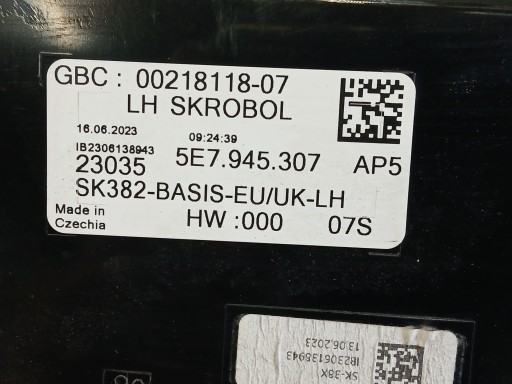 GBC : 00218118-07
LH SKROBOL
16.06.2023 09:24:39
IB2306138943
23035 5E7.945.307 AP5
SK382-BASIS-EU/UK-LH
Made in
Czechia
HW :000 07S
SK-38X
IB2306138943
13.06.2023